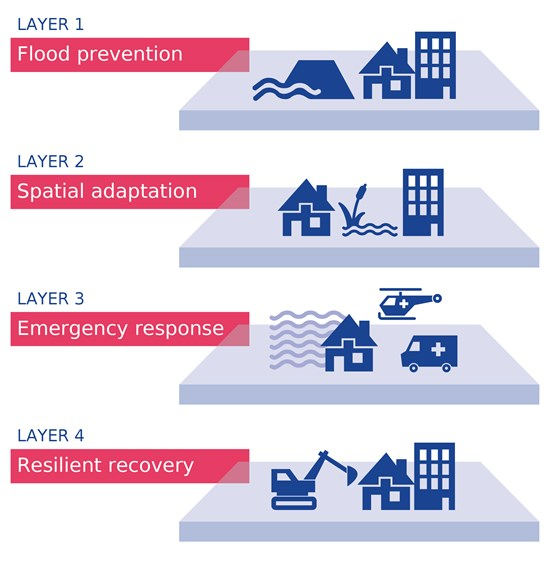 LAYER 1
Flood prevention
LAYER 2
Spatial adaptation
LAYER 3
Emergency response
LAYER 4
Resilient recovery